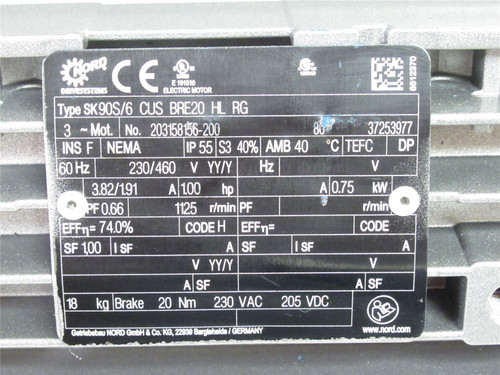 NORD
DRIVESYSTEMS
CE
E 191510
ELECTRIC MOTOR
8512370
Type SK90S/6 CUS BRE20 HL RG
3 ~ Mot. No. 203158156-200 80 37253977
INS F NEMA IP 55 S3 40% AMB 40 °C TEFC DP
60 Hz 230/460 V YY/Y Hz V
3.82/1.91 A 1.00 hp A 0.75 kW
PF 0.66 1125 r/min PF r/min
EFFη= 74.0% CODE H EFFη= CODE
SF 1.00 I SF A SF I SF A
V YY/Y V
A SF A SF
18 kg Brake 20 Nm 230 VAC 205 VDC
Getriebebau NORD GmbH & Co. KG, 22939 Bargteheide / GERMANY
www.nord.com